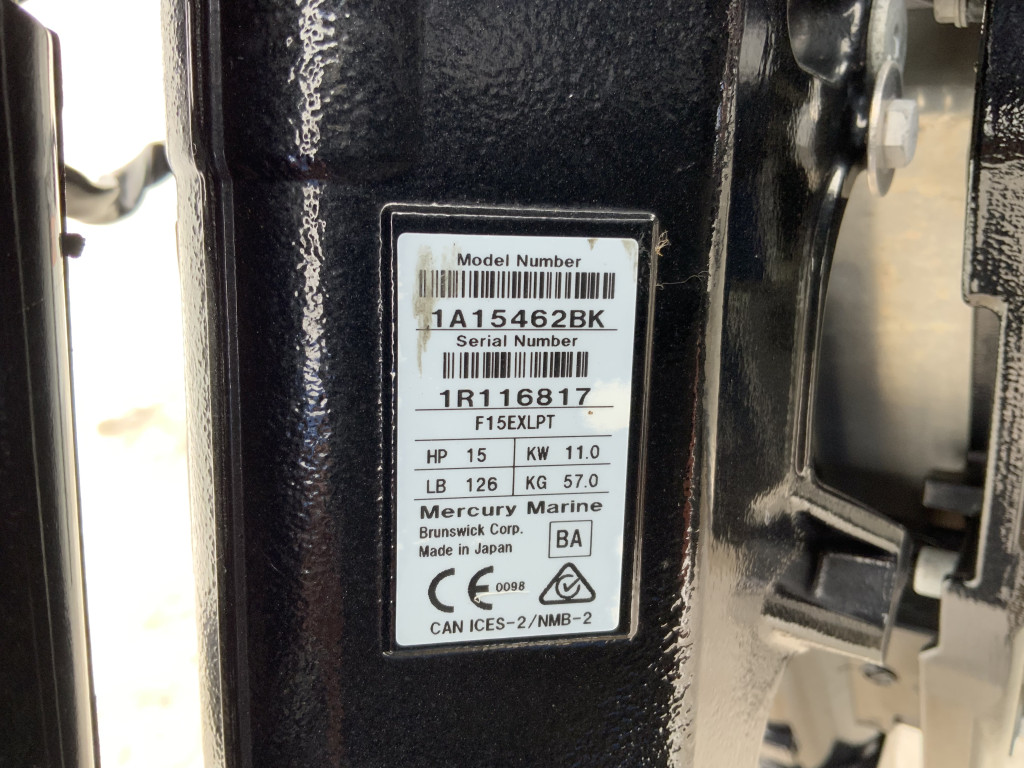 Model Number
1A15462BK
Serial Number
1R116817
F15EXLPT
HP 15 KW 11.0
LB 126 KG 57.0
Mercury Marine
Brunswick Corp.
Made in Japan
BA
CE 0098
CAN ICES-2/NMB-2